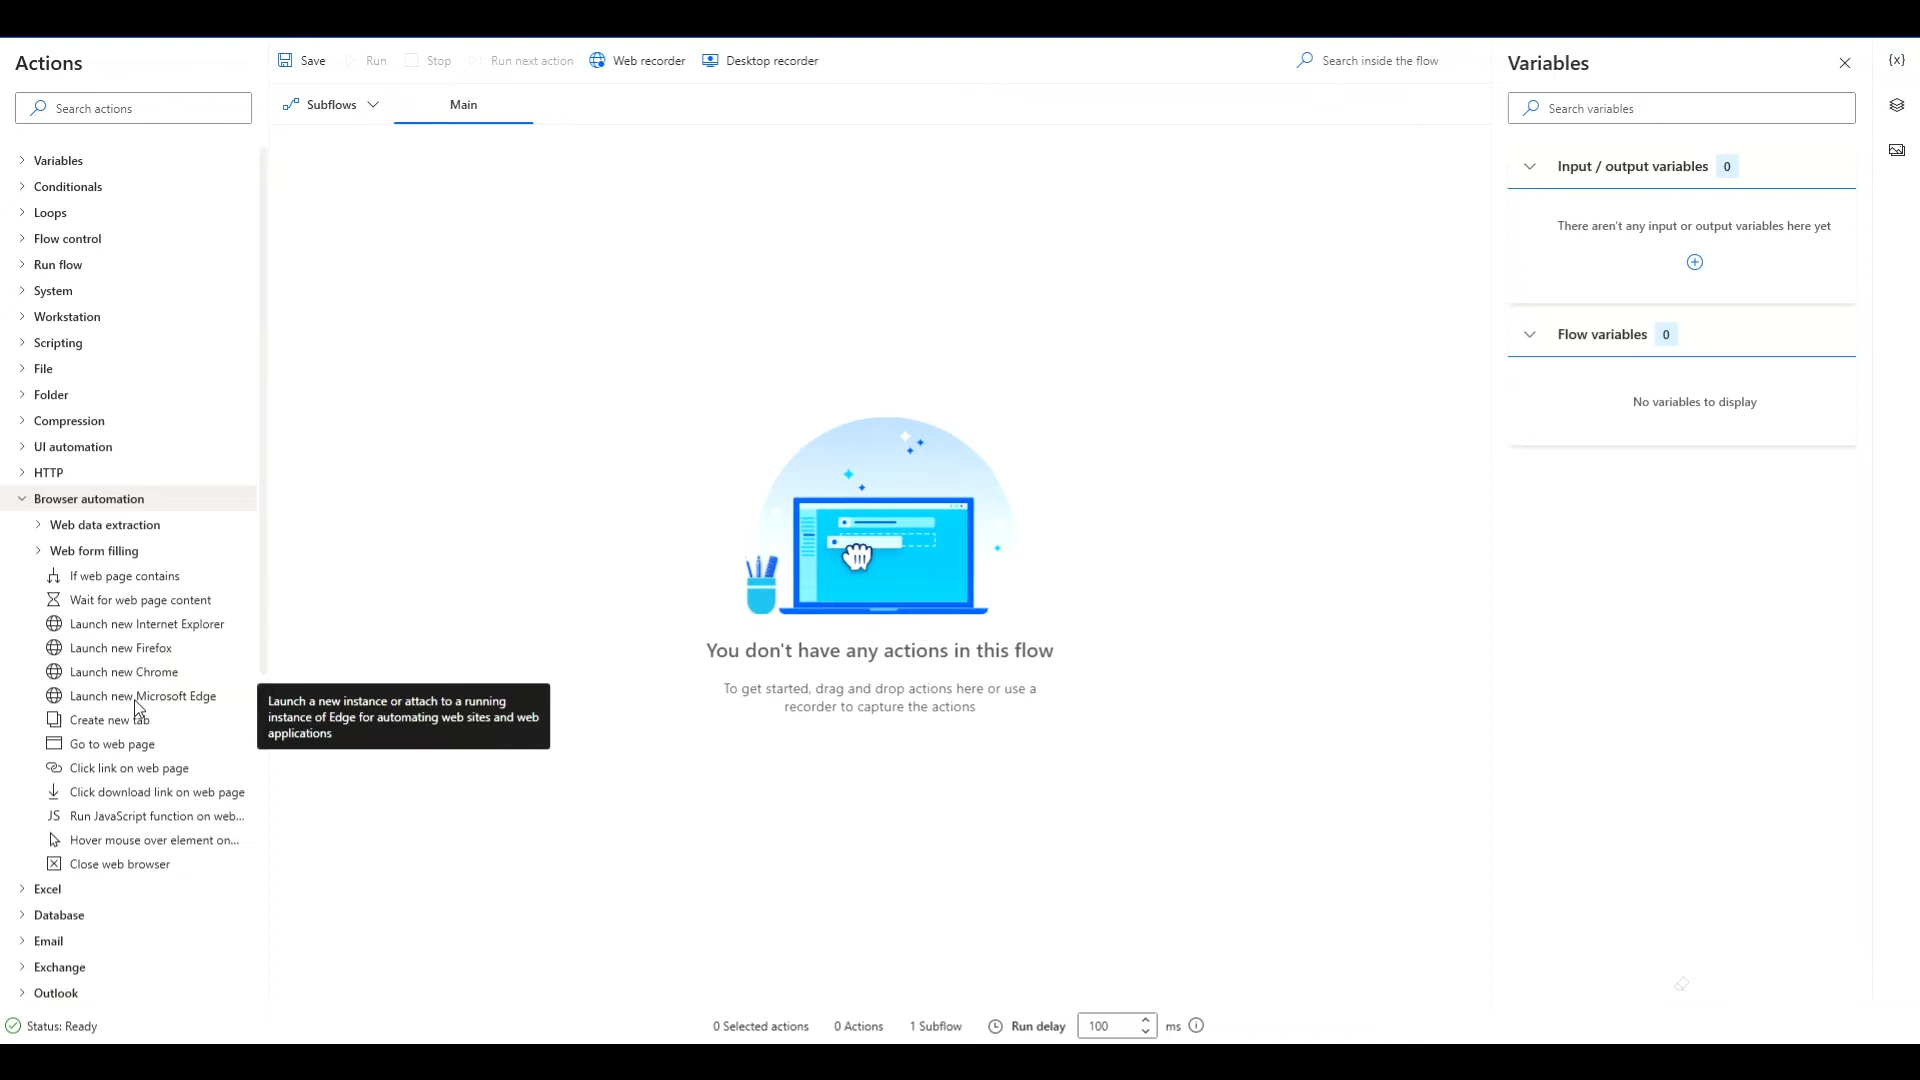 Actions
Search actions
Variables
Conditionals
Loops
Flow control
Run flow
System
Workstation
Scripting
File
Folder
Compression
UI automation
HTTP
Browser automation
Web data extraction
Web form filling
If web page contains
Wait for web page content
Launch new Internet Explorer
Launch new Firefox
Launch new Chrome
Launch new Microsoft Edge
Create new tab
Go to web page
Click link on web page
Click download link on web page
JS Run JavaScript function on web...
Hover mouse over element on...
Close web browser
Excel
Database
Email
Exchange
Outlook
Save Run Stop Run next action Web recorder Desktop recorder Search inside the flow
Subflows Main
Launch a new instance or attach to a running
instance of Edge for automating web sites and web
applications
You don't have any actions in this flow
To get started, drag and drop actions here or use a
recorder to capture the actions
Variables
{x}
Search variables
Input / output variables 0
There aren't any input or output variables here yet
Flow variables 0
No variables to display
Status: Ready 0 Selected actions 0 Actions 1 Subflow Run delay 100 ms